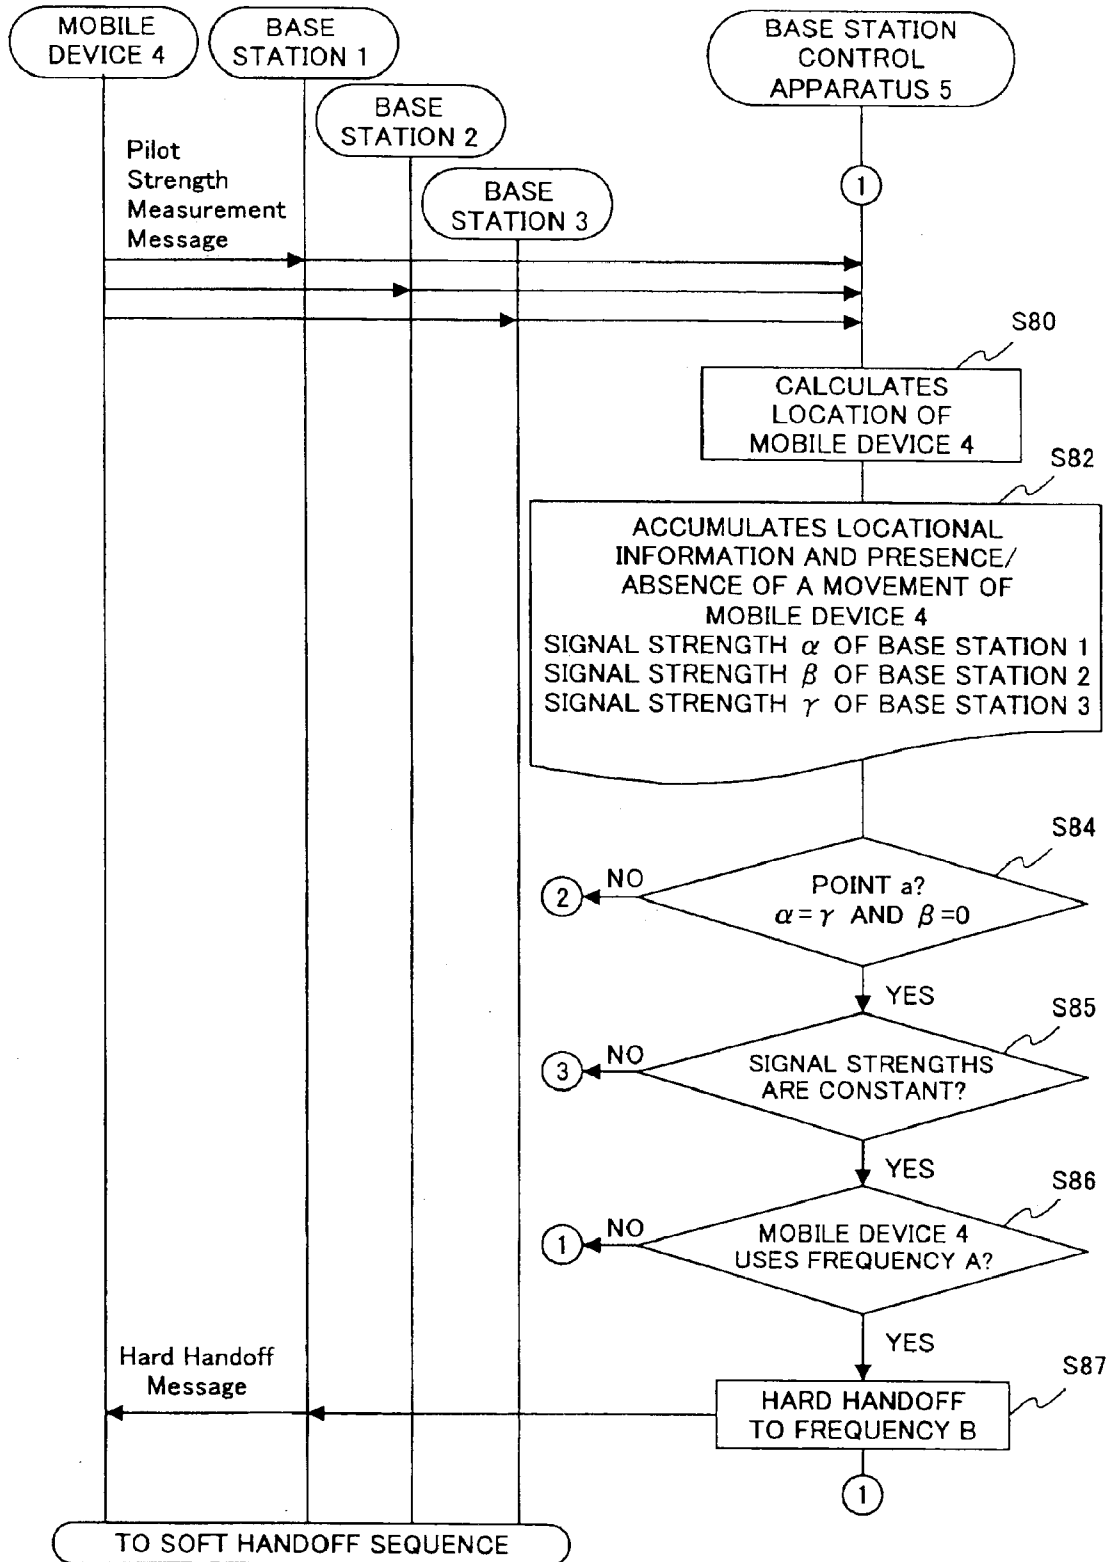 MOBILE
DEVICE 4
BASE
STATION 1
BASE STATION
CONTROL
APPARATUS 5
BASE
STATION 2
Pilot
Strength
Measurement
Message
BASE
STATION 3
1
S80
CALCULATES
LOCATION OF
MOBILE DEVICE 4
S82
ACCUMULATES LOCATIONAL
INFORMATION AND PRESENCE/
ABSENCE OF A MOVEMENT OF
MOBILE DEVICE 4
SIGNAL STRENGTH α OF BASE STATION 1
SIGNAL STRENGTH β OF BASE STATION 2
SIGNAL STRENGTH γ OF BASE STATION 3
S84
2
NO
POINT a?
α=γ AND β=0
YES
S85
3
NO
SIGNAL STRENGTHS
ARE CONSTANT?
YES
S86
1
NO
MOBILE DEVICE 4
USES FREQUENCY A?
YES
S87
Hard Handoff
Message
HARD HANDOFF
TO FREQUENCY B
1
TO SOFT HANDOFF SEQUENCE